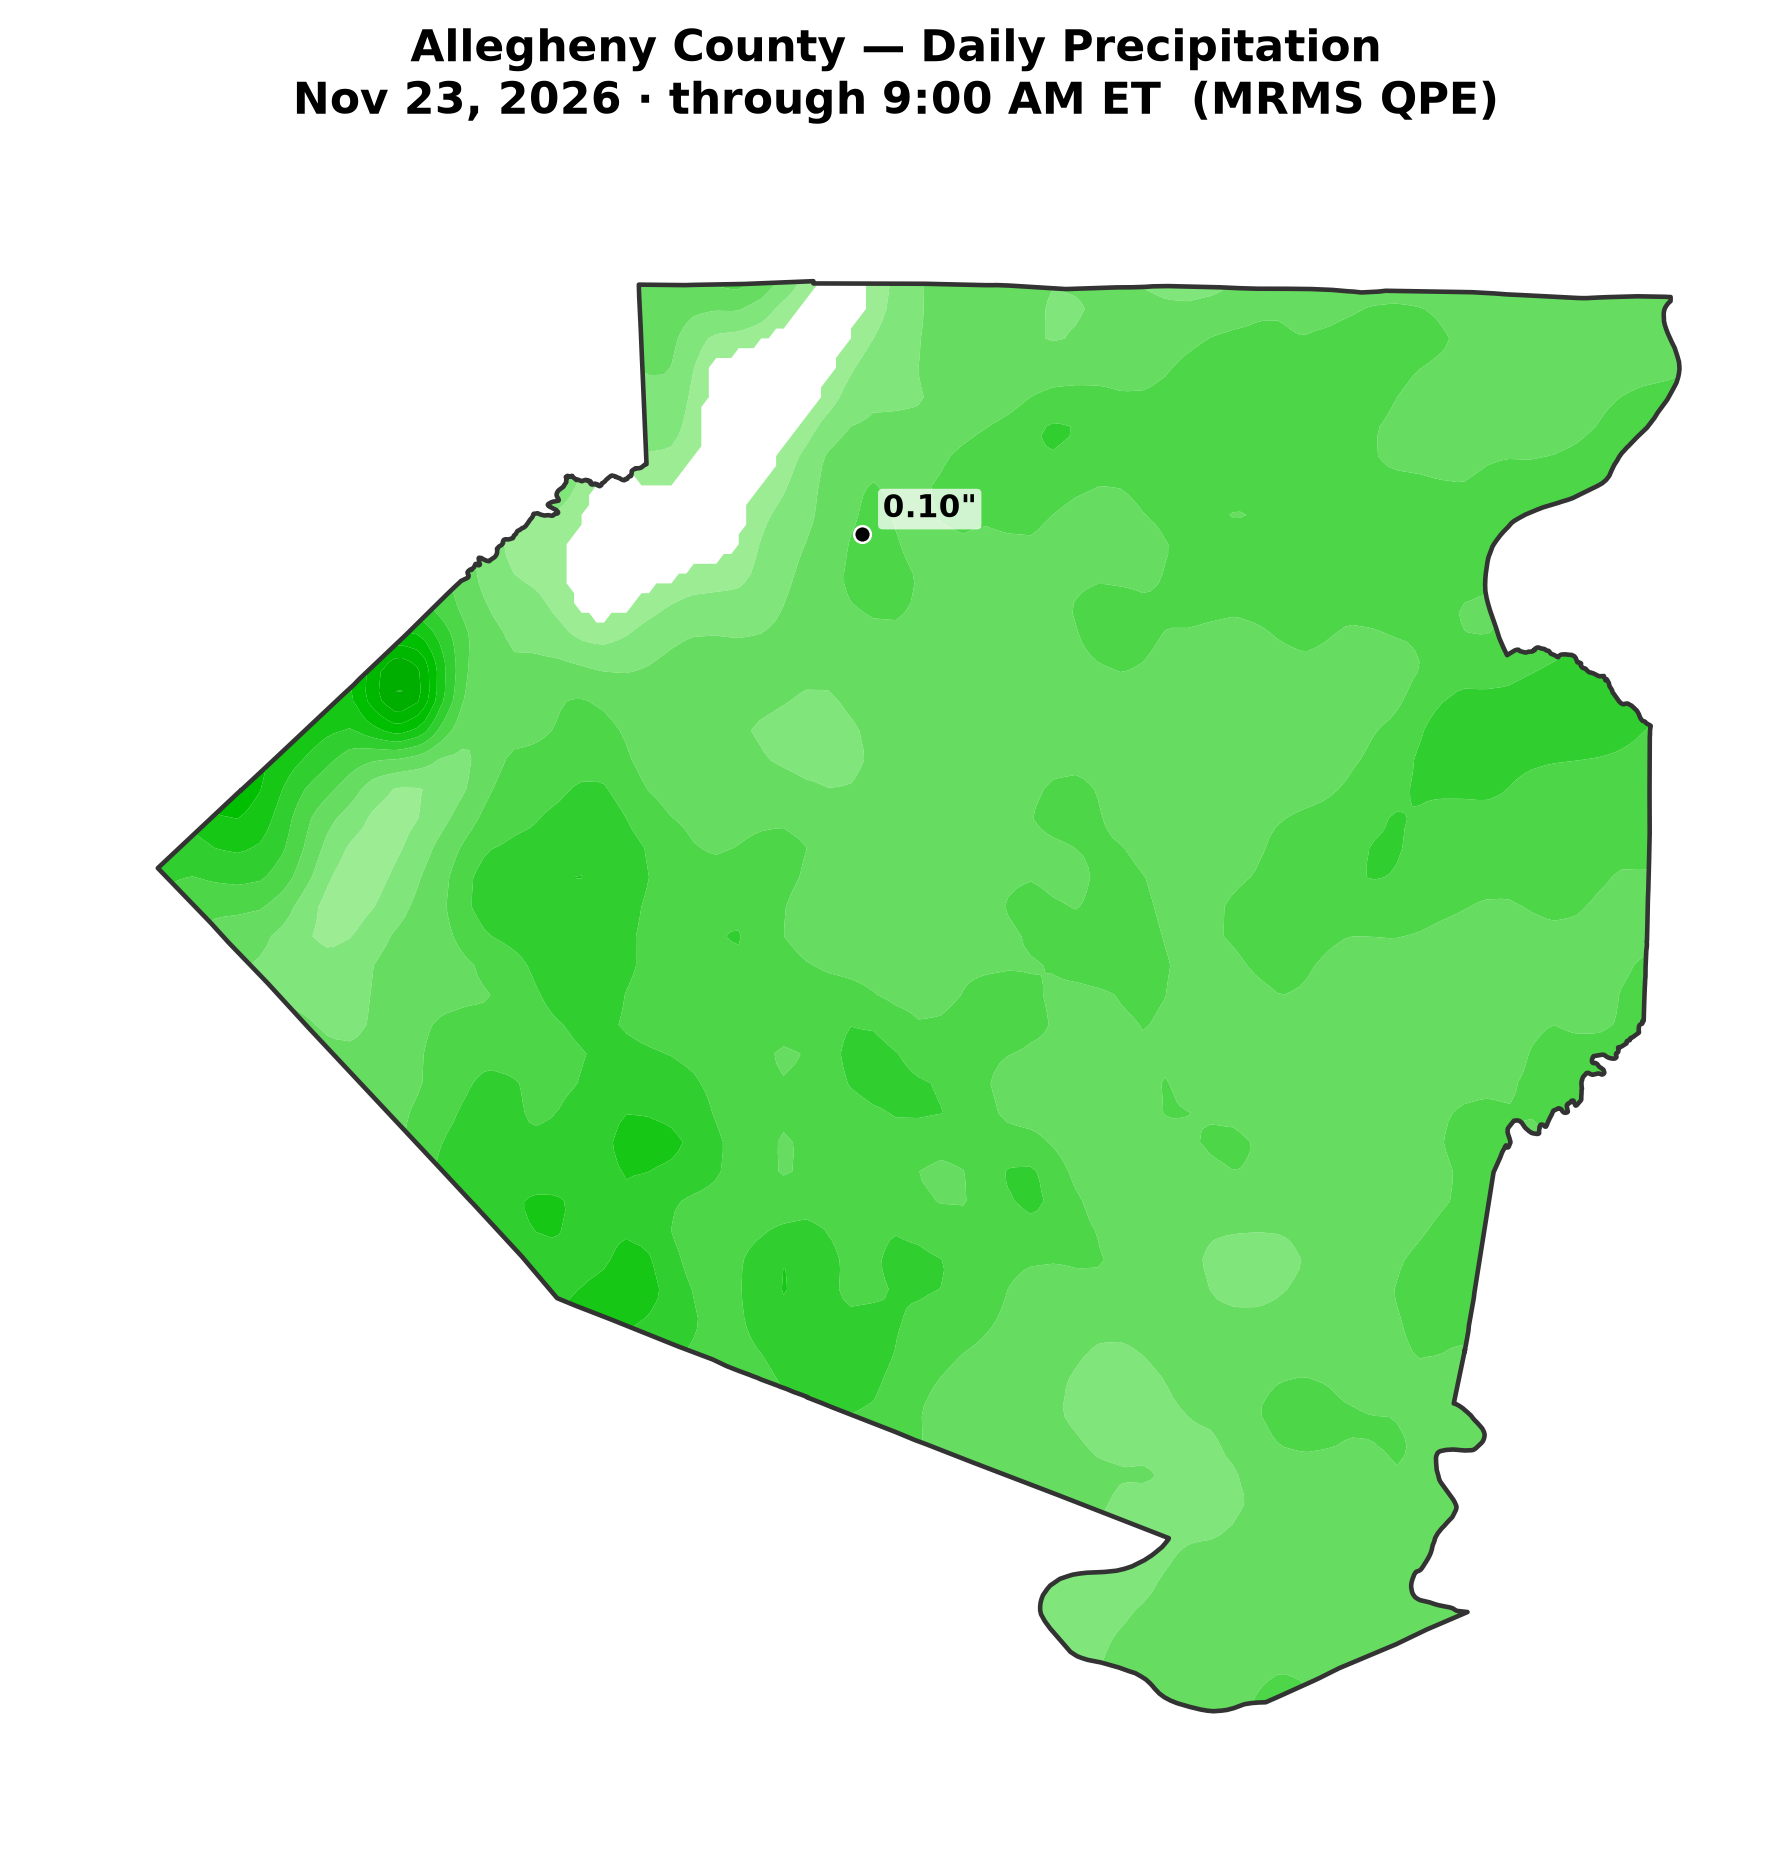 Allegheny County — Daily Precipitation
Nov 23, 2026 · through 9:00 AM ET  (MRMS QPE)
0.10"